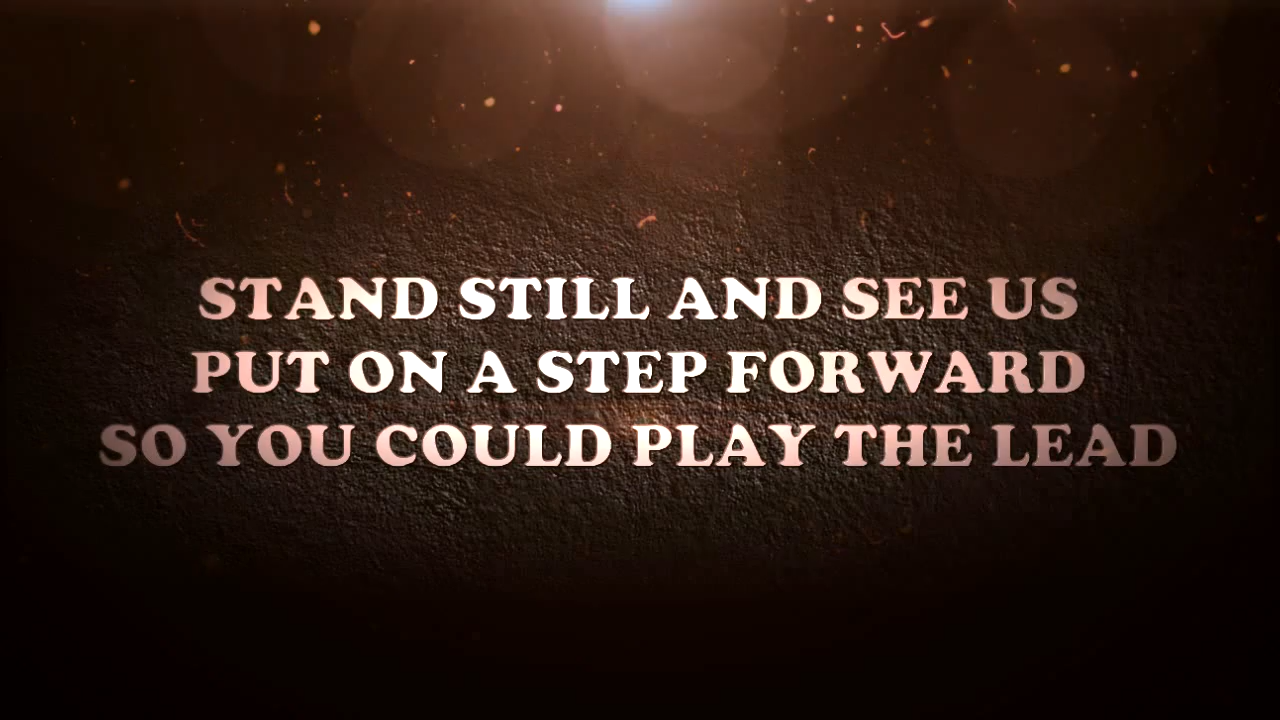 STAND STILL AND SEE US
PUT ON A STEP FORWARD
SO YOU COULD PLAY THE LEAD